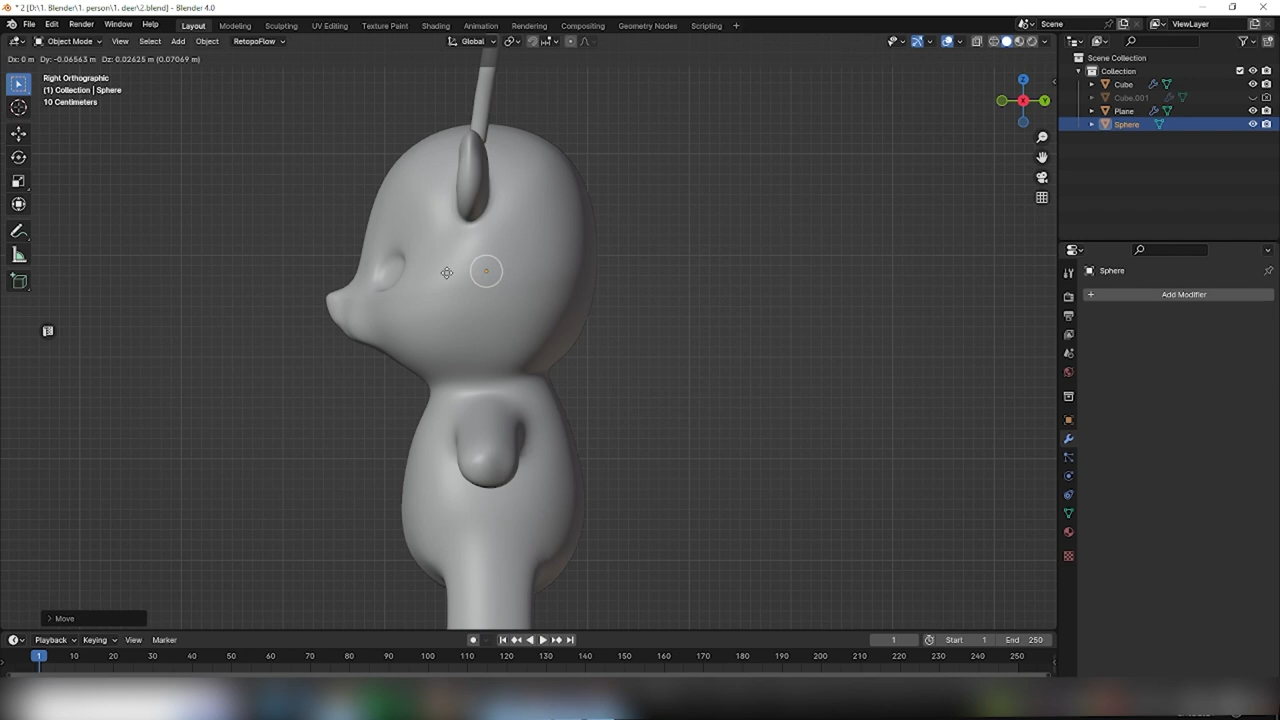 * 2 [D:\1. Blender\1. person\1. deer\2.blend] - Blender 4.0
File Edit Render Window Help Layout Modeling Sculpting UV Editing Texture Paint Shading Animation Rendering Compositing Geometry Nodes Scripting + Scene ViewLayer
Object Mode View Select Add Object RetopoFlow Global
Dx: 0 m Dy: -0.06563 m Dz: 0.02625 m (0.07069 m)
Right Orthographic
(1) Collection | Sphere
10 Centimeters
Z
X
Y
Scene Collection
Collection
Cube
Cube.001
Plane
Sphere
Sphere
+ Add Modifier
> Move
Playback Keying View Marker 1 Start 1 End 250
1 10 20 30 40 50 60 70 80 90 100 110 120 130 140 150 160 170 180 190 200 210 220 230 240 250